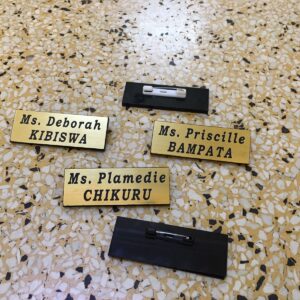 Ms. Deborah
KIBISWA
Ms. Priscille
BAMPATA
Ms. Plamedie
CHIKURU